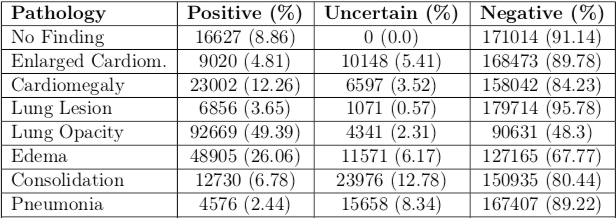 Pathology Positive (%) Uncertain (%) Negative (%)
No Finding 16627 (8.86) 0 (0.0) 171014 (91.14)
Enlarged Cardiom. 9020 (4.81) 10148 (5.41) 168473 (89.78)
Cardiomegaly 23002 (12.26) 6597 (3.52) 158042 (84.23)
Lung Lesion 6856 (3.65) 1071 (0.57) 179714 (95.78)
Lung Opacity 92669 (49.39) 4341 (2.31) 90631 (48.3)
Edema 48905 (26.06) 11571 (6.17) 127165 (67.77)
Consolidation 12730 (6.78) 23976 (12.78) 150935 (80.44)
Pneumonia 4576 (2.44) 15658 (8.34) 167407 (89.22)